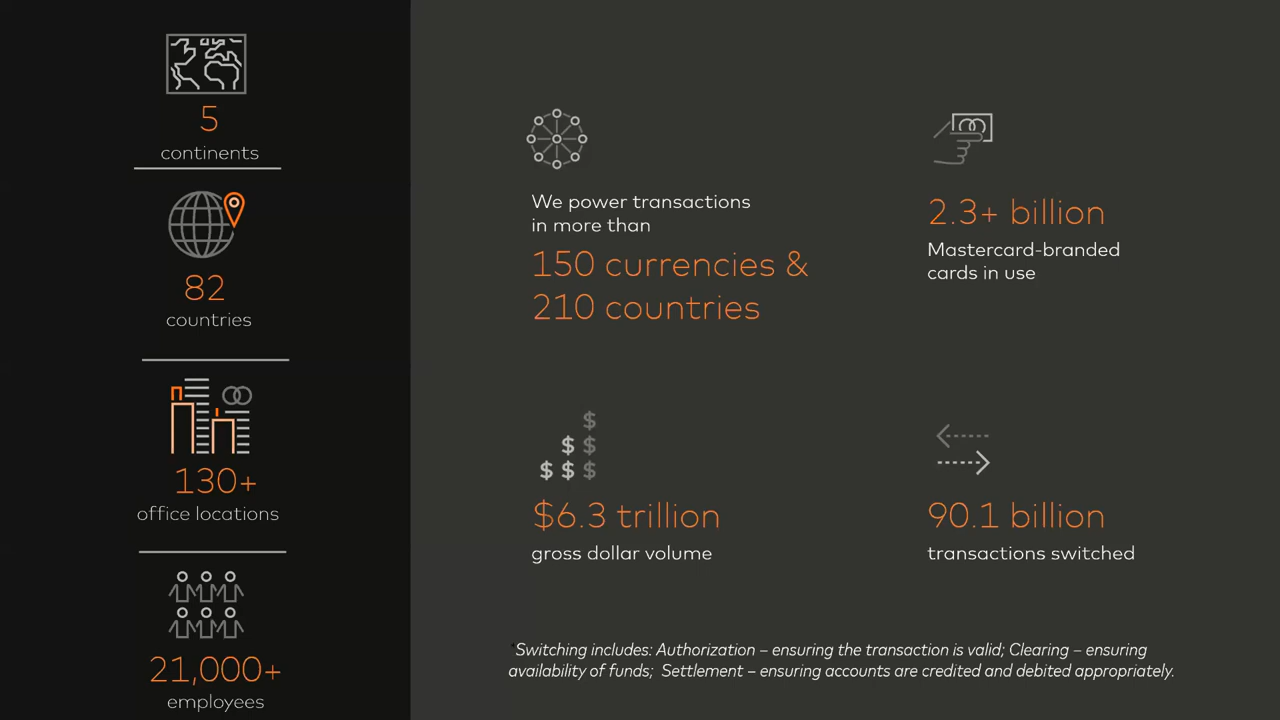 5
continents
82
countries
130+
office locations
21,000+
employees
We power transactions
in more than
150 currencies &
210 countries
2.3+ billion
Mastercard-branded
cards in use
$
$ $
$ $ $
$6.3 trillion
gross dollar volume
90.1 billion
transactions switched
*Switching includes: Authorization – ensuring the transaction is valid; Clearing – ensuring
availability of funds;  Settlement – ensuring accounts are credited and debited appropriately.